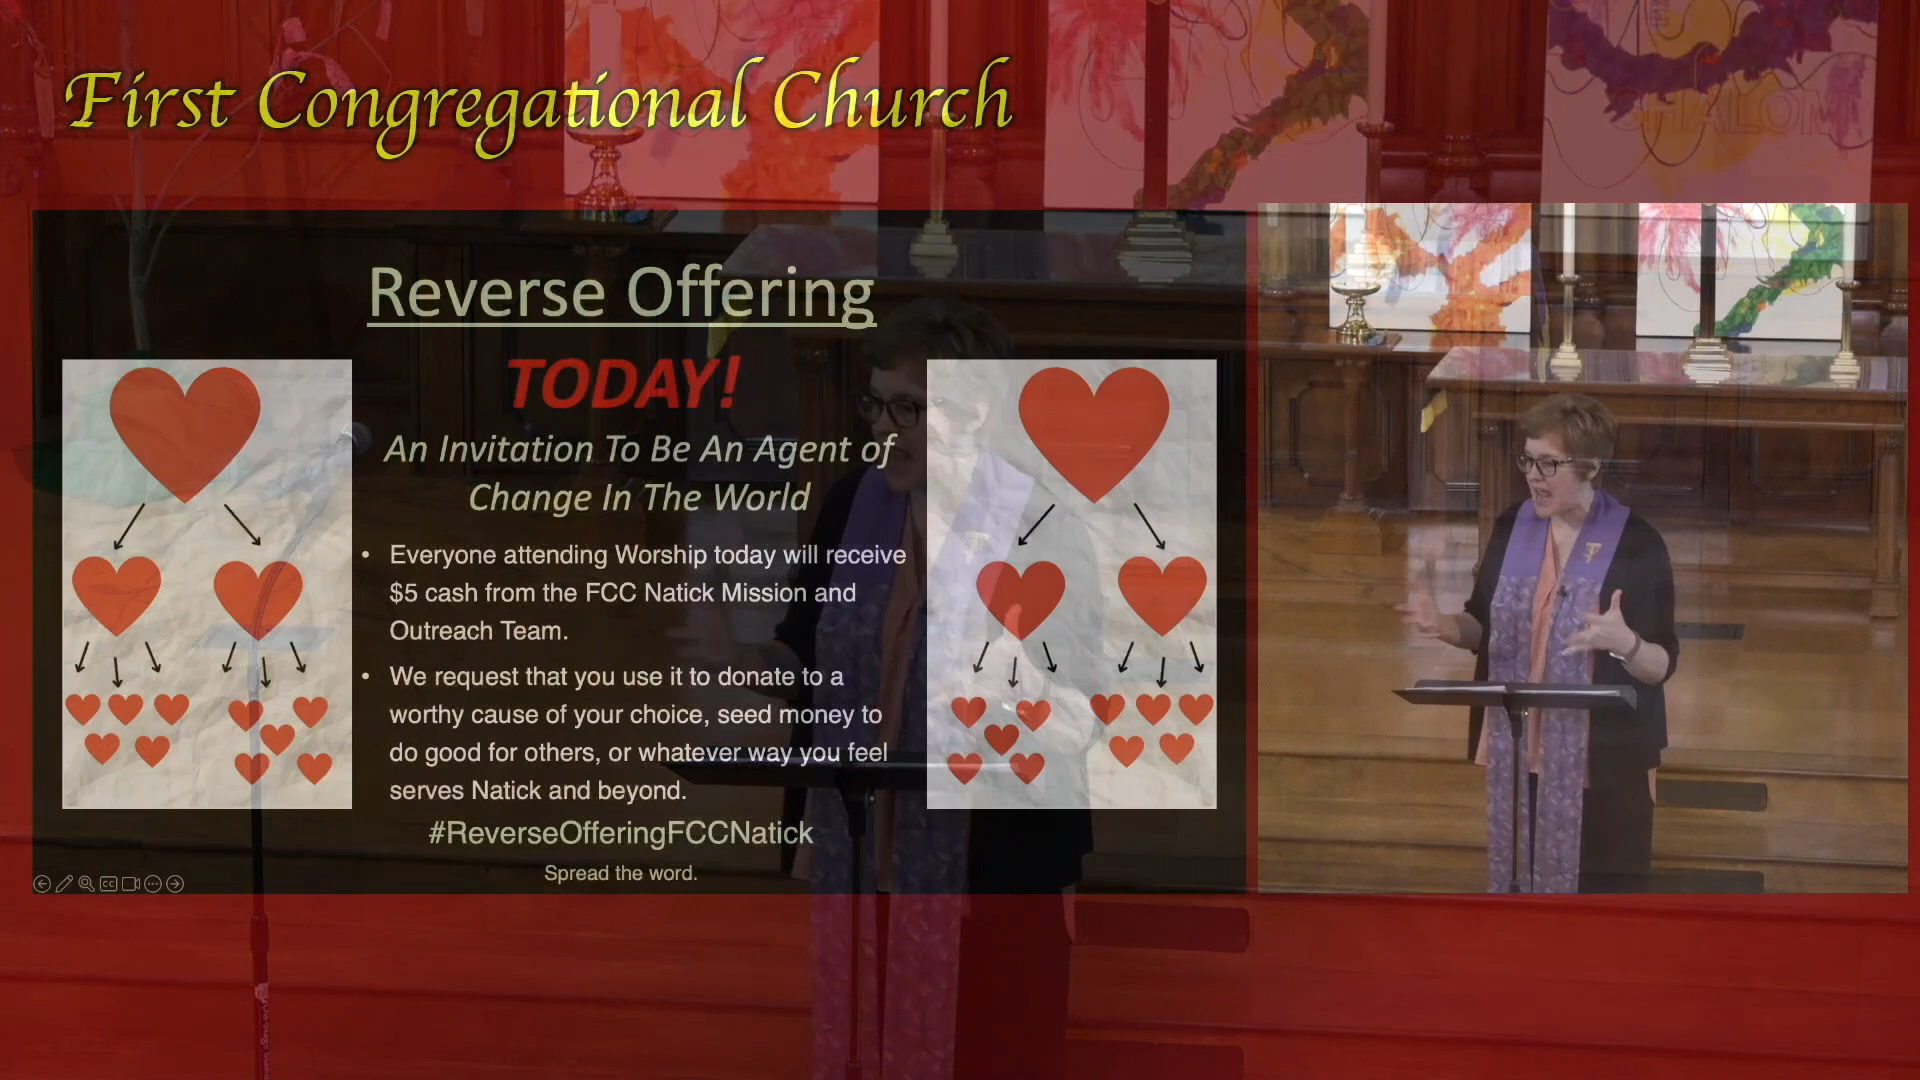 First Congregational Church
SHALOM
Reverse Offering
TODAY!
An Invitation To Be An Agent of
Change In The World
• Everyone attending Worship today will receive
$5 cash from the FCC Natick Mission and
Outreach Team.
• We request that you use it to donate to a
worthy cause of your choice, seed money to
do good for others, or whatever way you feel
serves Natick and beyond.
#ReverseOfferingFCCNatick
Spread the word.
CC